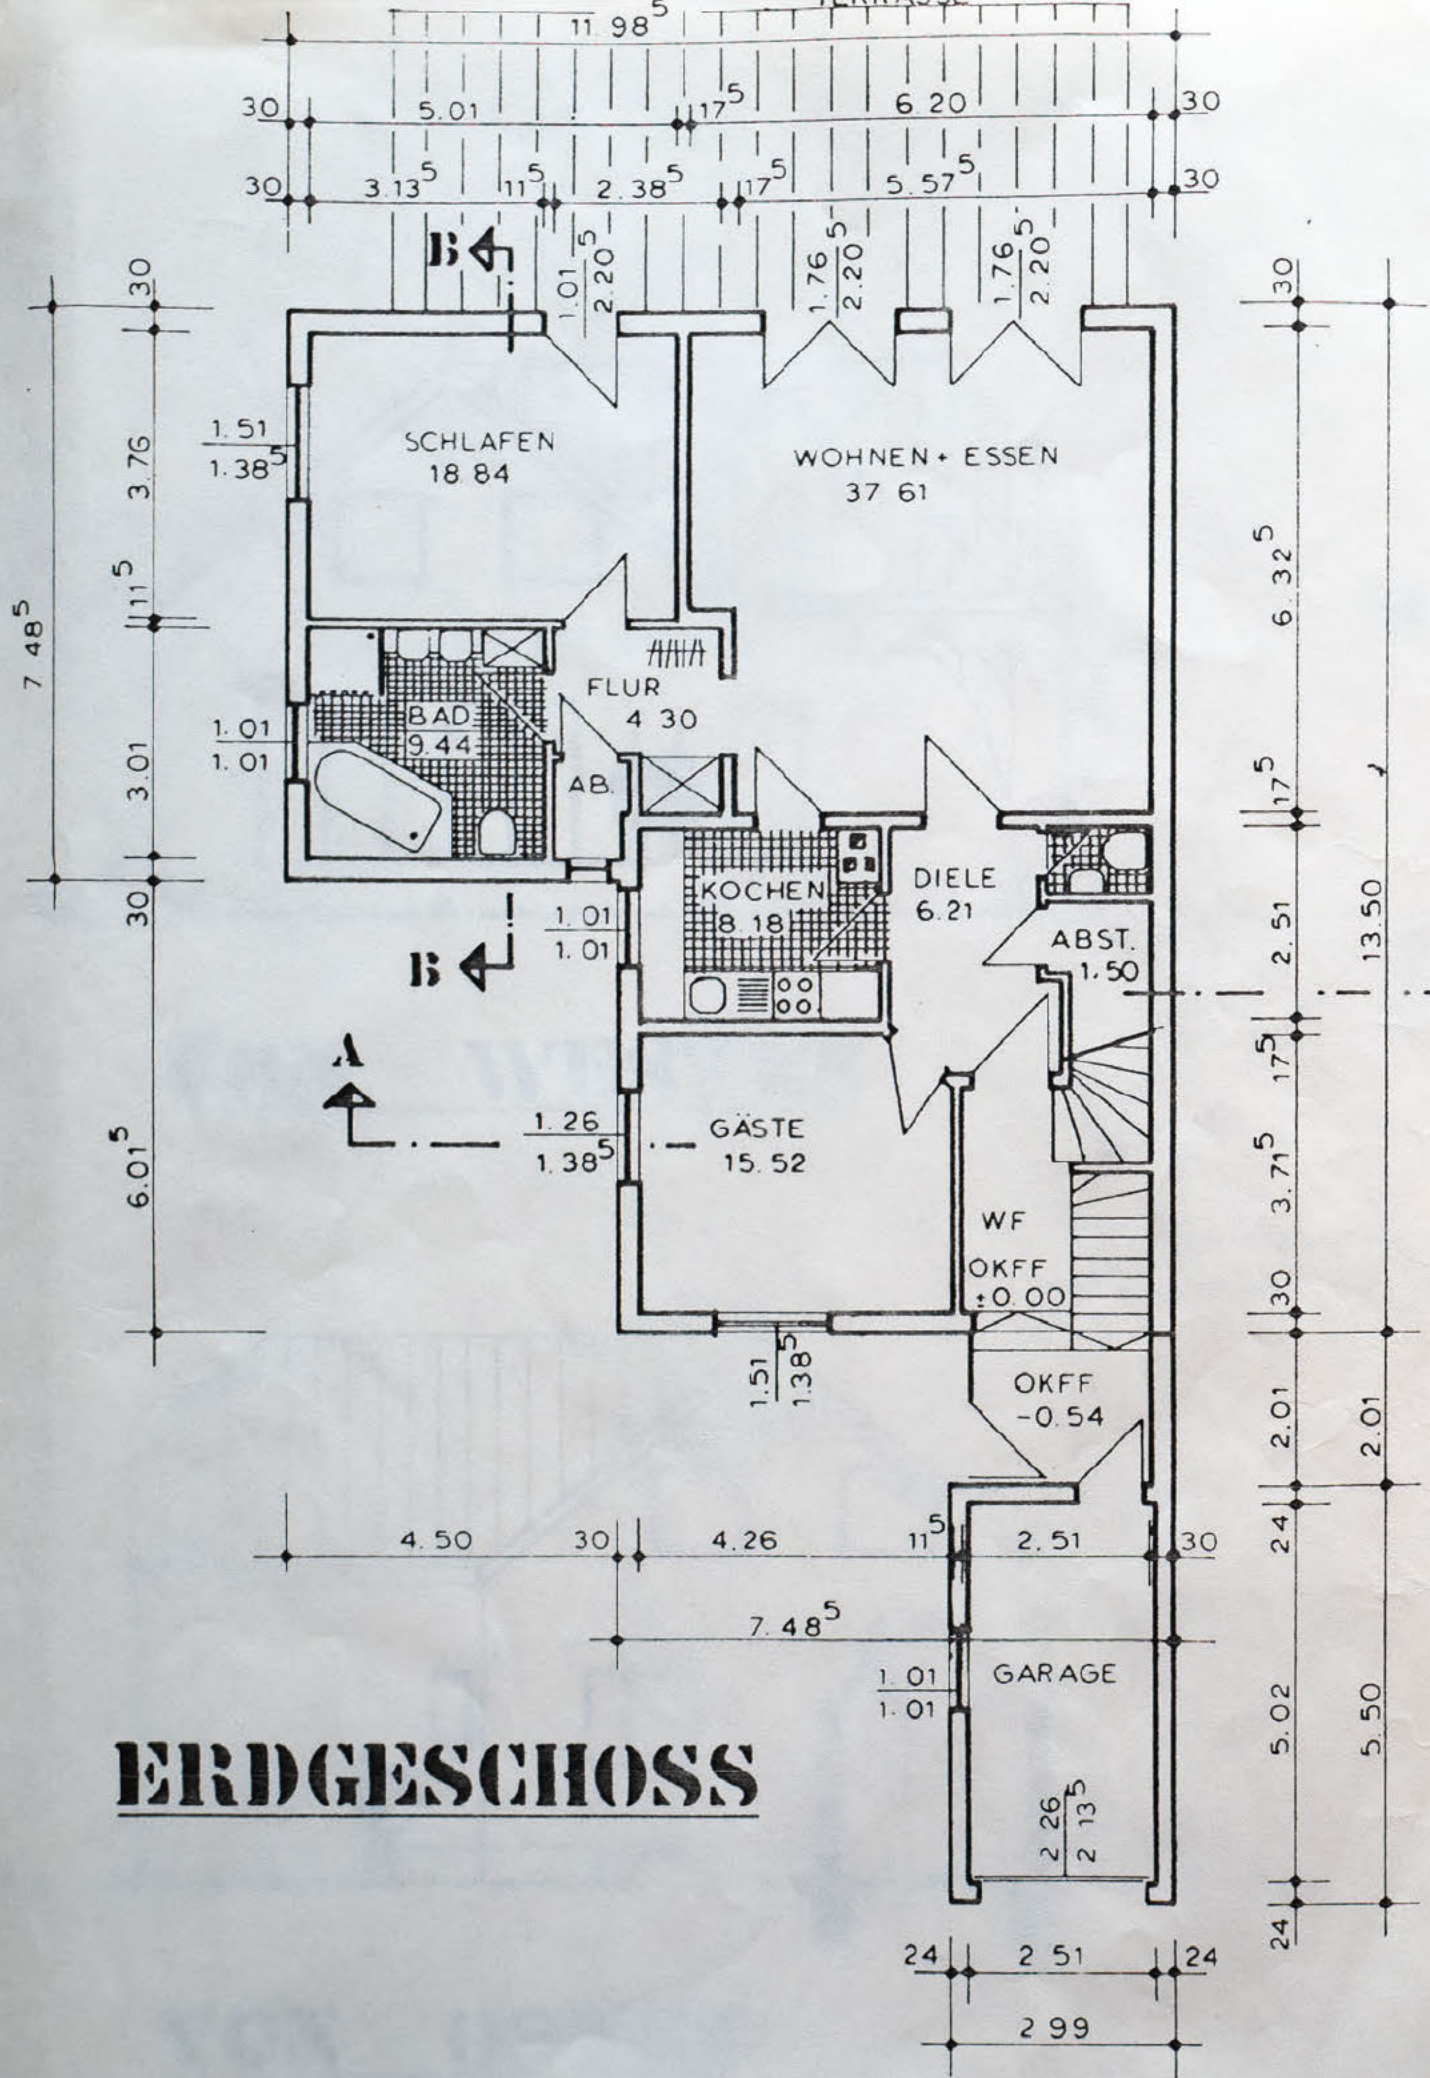 TERRASSE
11.98⁵
30 5.01 17⁵ 6.20 30
30 3.13⁵ 11⁵ 2.38⁵ 17⁵ 5.57⁵ 30
B
1.01
2.20⁵
1.76
2.20⁵
1.76
2.20⁵
30
3.76
11⁵
3.01
30
6.01⁵
7.48⁵
1.51
1.38⁵
SCHLAFEN
18.84
WOHNEN + ESSEN
37 61
1.01
1.01
BAD
9.44
FLUR
4 30
AB.
KOCHEN
8.18
DIELE
6.21
ABST.
1.50
1.01
1.01
B
A
1.26
1.38⁵
GÄSTE
15.52
WF
OKFF
±0.00
1.51
1.38⁵
OKFF
-0.54
30
6.32⁵
17⁵
2.51
17⁵
3.71⁵
30
2.01
24
5.02
24
13.50
2.01
5.50
4.50 30 4.26 11⁵ 2.51 30
7.48⁵
1.01
1.01
GARAGE
2 26
2 13⁵
ERDGESCHOSS
24 2 51 24
2 99